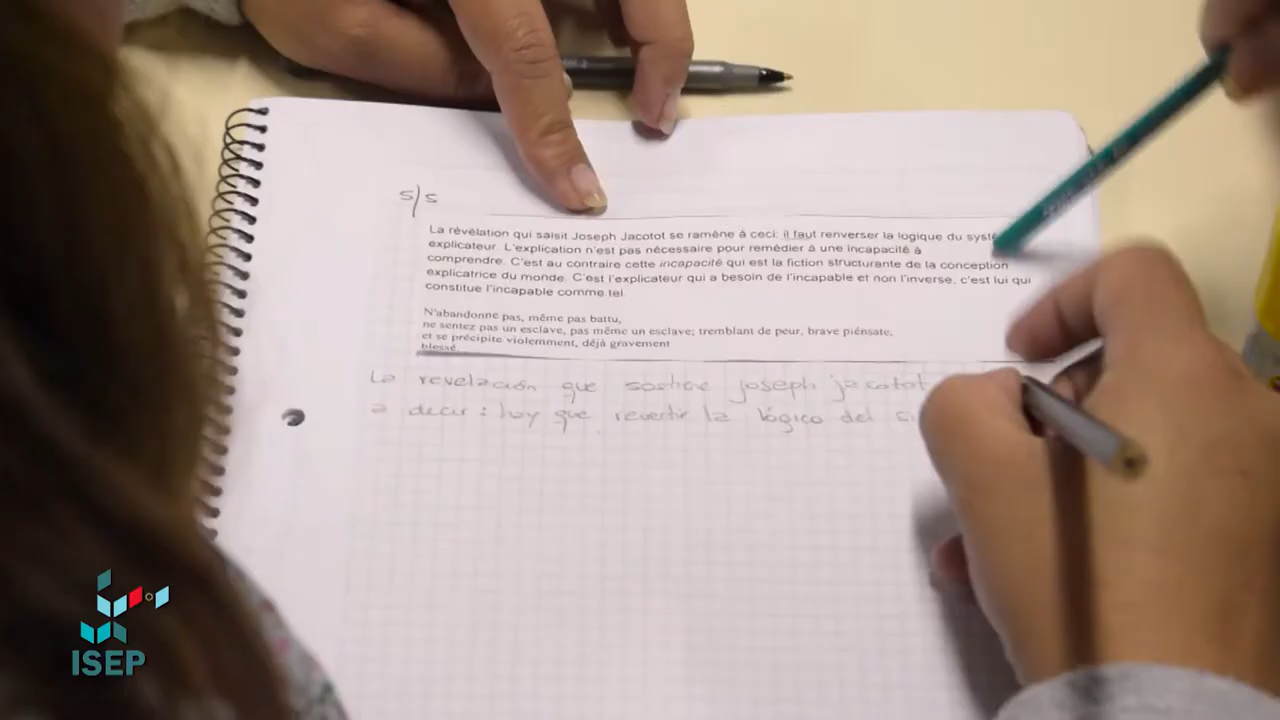 s/s
La révélation qui saisit Joseph Jacotot se ramène à ceci: il faut renverser la logique du systè
explicateur. L'explication n'est pas nécessaire pour remédier à une incapacité à
comprendre. C'est au contraire cette incapacité qui est la fiction structurante de la conception
explicatrice du monde. C'est l'explicateur qui a besoin de l'incapable et non l'inverse, c'est lui qui
constitue l'incapable comme tel.
N'abandonne pas, même pas battu,
ne sentez pas un esclave, pas même un esclave; tremblant de peur, brave piénsate,
et se précipite violemment, déjà gravement
blessé.
La revelación que sostiene joseph jacotot
a decir: hay que revertir la lógico del si
ISEP